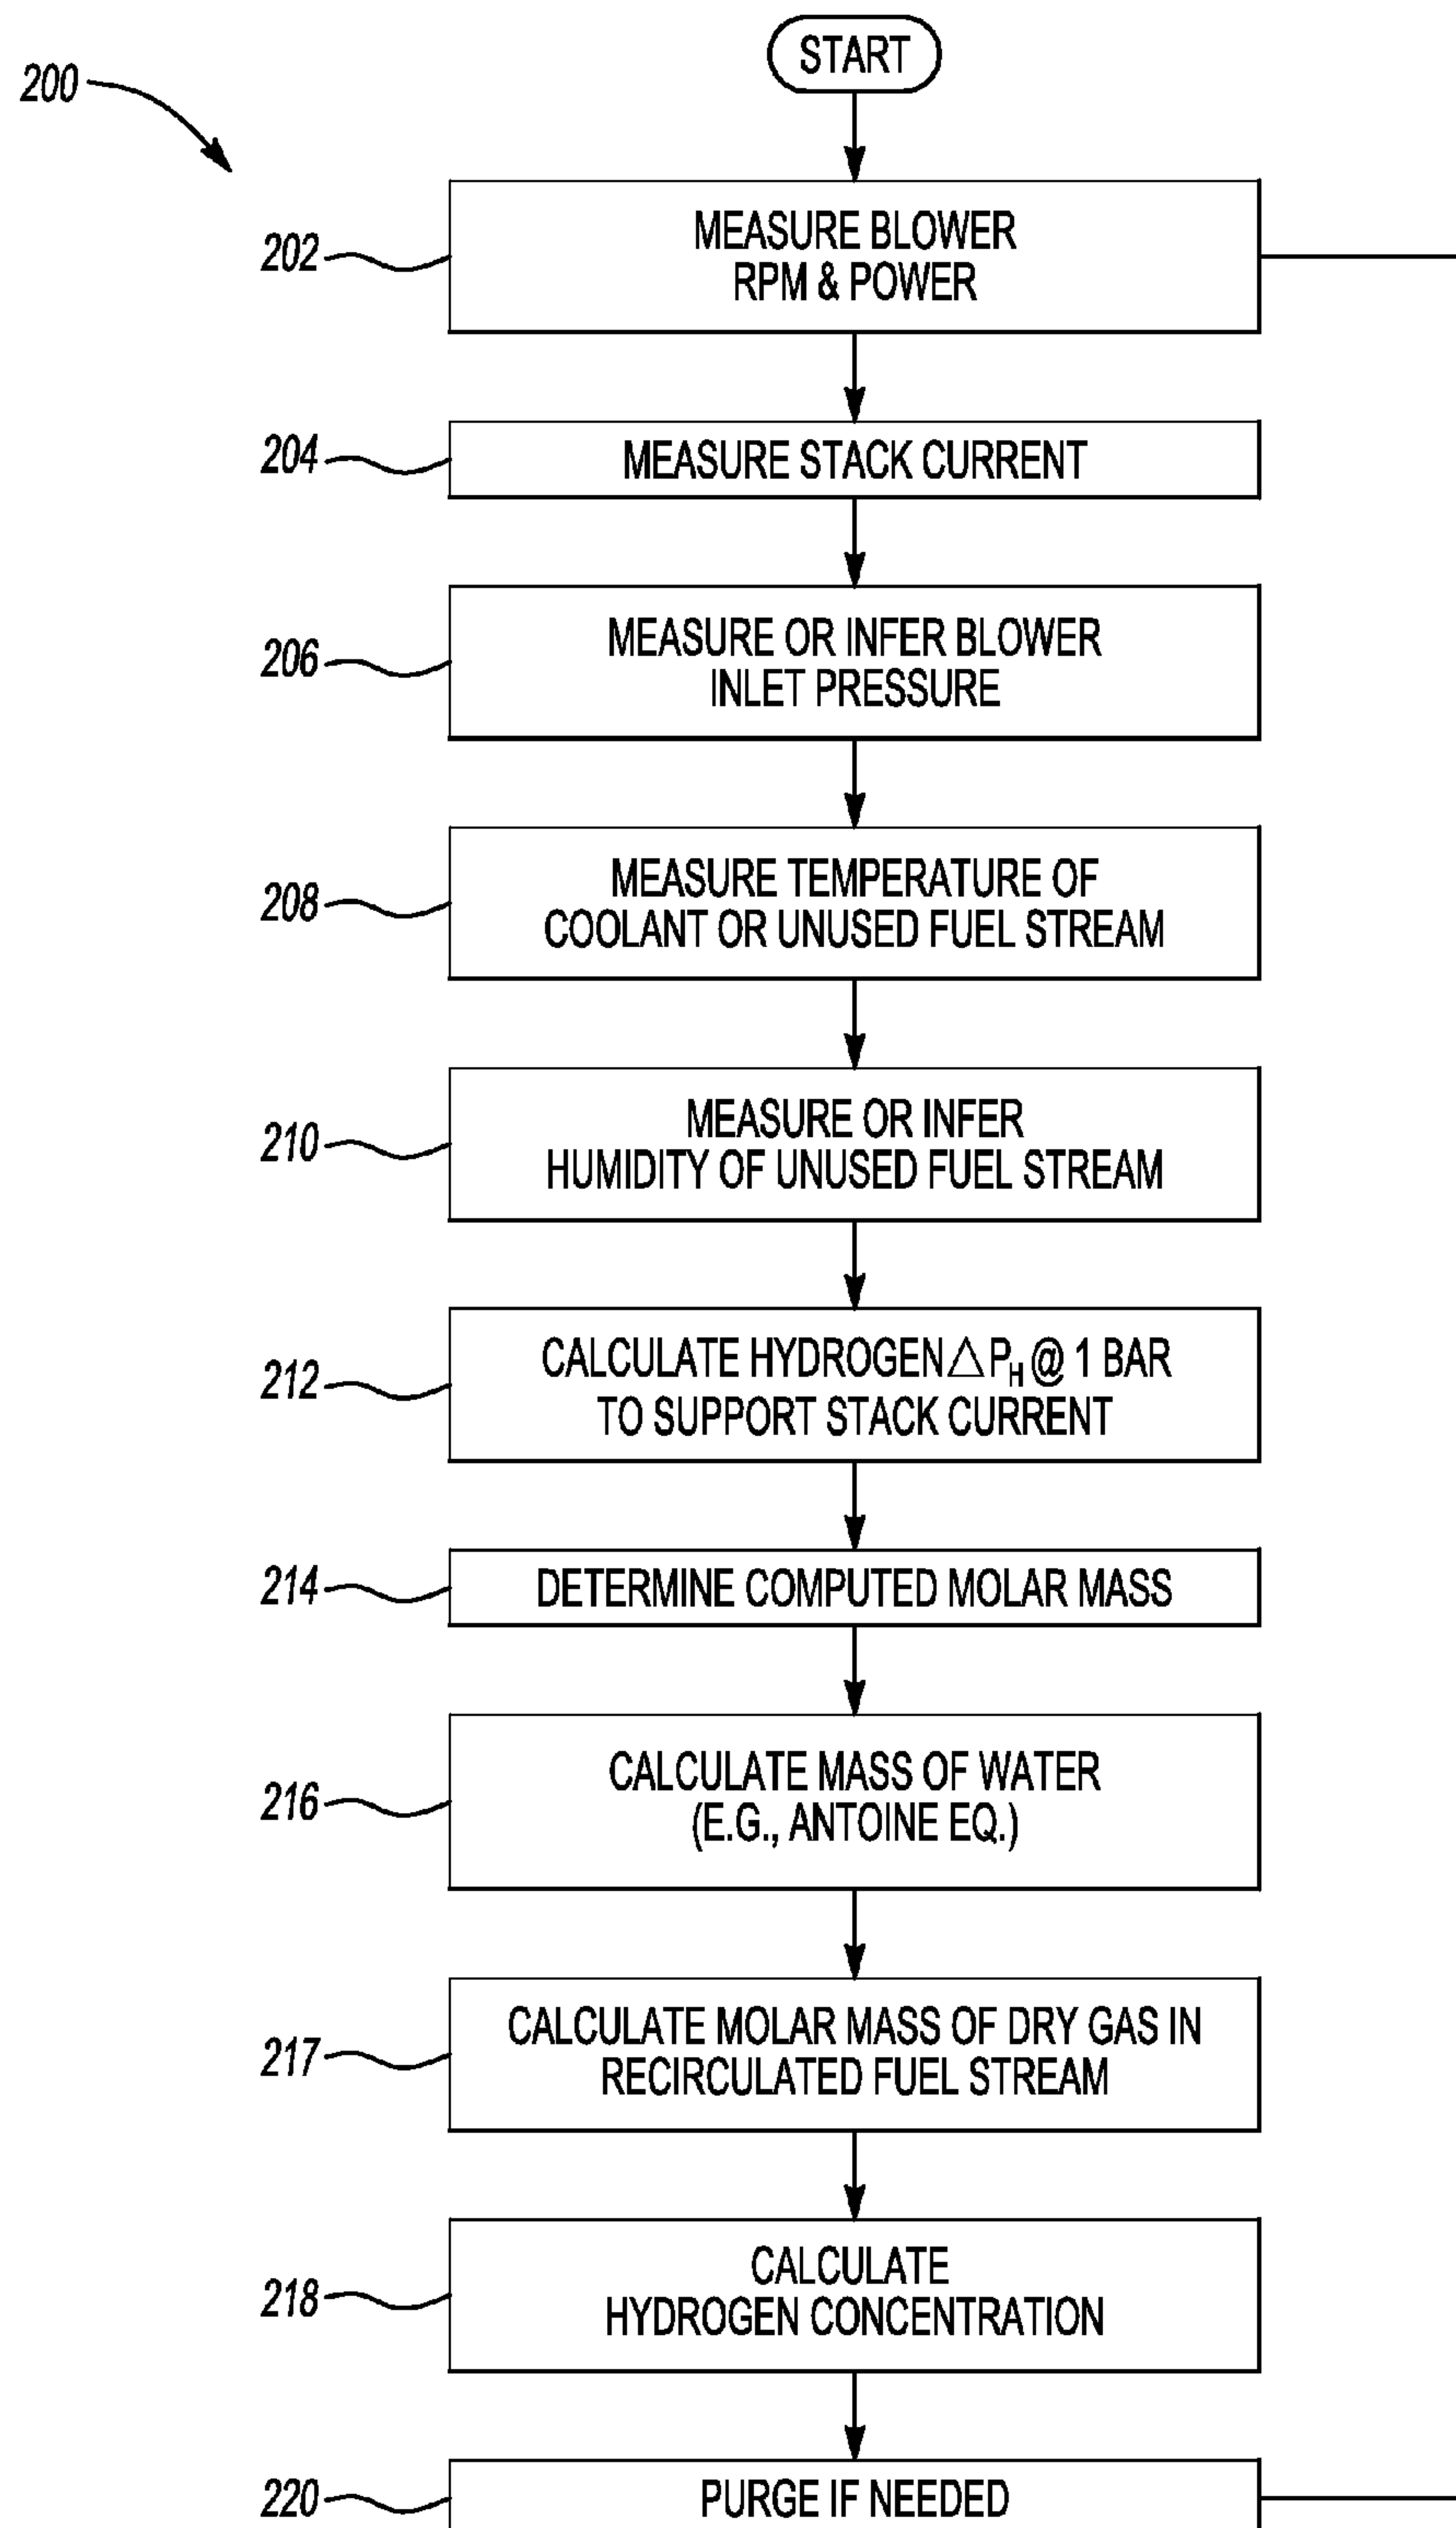 START
200
202
MEASURE BLOWER
RPM & POWER
204
MEASURE STACK CURRENT
206
MEASURE OR INFER BLOWER
INLET PRESSURE
208
MEASURE TEMPERATURE OF
COOLANT OR UNUSED FUEL STREAM
210
MEASURE OR INFER
HUMIDITY OF UNUSED FUEL STREAM
212
CALCULATE HYDROGEN △ PH @ 1 BAR
TO SUPPORT STACK CURRENT
214
DETERMINE COMPUTED MOLAR MASS
216
CALCULATE MASS OF WATER
(E.G., ANTOINE EQ.)
217
CALCULATE MOLAR MASS OF DRY GAS IN
RECIRCULATED FUEL STREAM
218
CALCULATE
HYDROGEN CONCENTRATION
220
PURGE IF NEEDED